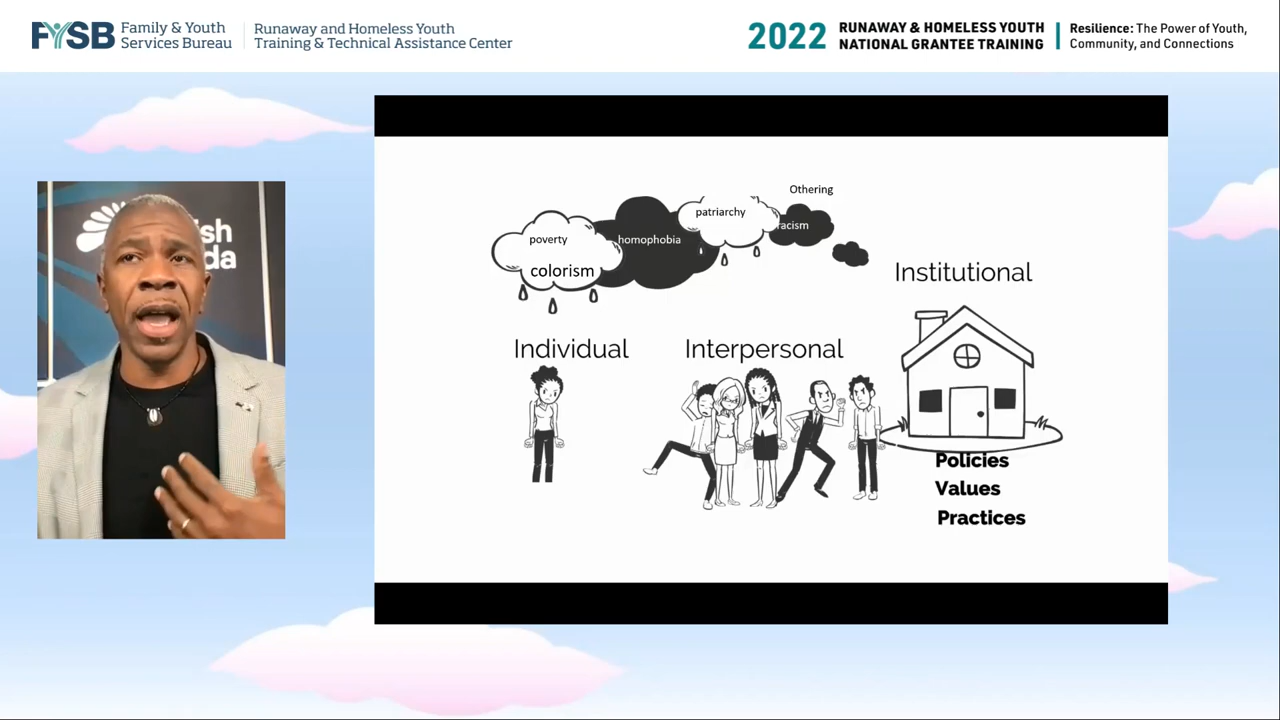 FYSB
Family & Youth
Services Bureau
Runaway and Homeless Youth
Training & Technical Assistance Center
2022
RUNAWAY & HOMELESS YOUTH
NATIONAL GRANTEE TRAINING
Resilience: The Power of Youth,
Community, and Connections
Othering
patriarchy
racism
poverty
homophobia
colorism
Institutional
Individual
Interpersonal
Policies
Values
Practices